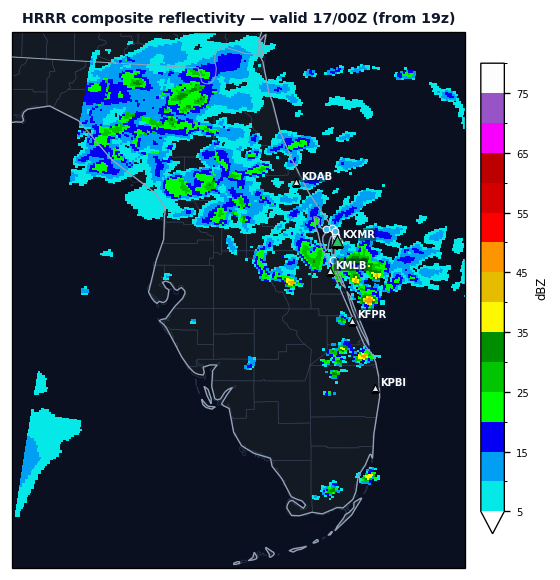 HRRR composite reflectivity — valid 17/00Z (from 19z)
KDAB
KXMR
KMLB
KFPR
KPBI
75
65
55
45
35
25
15
5
dBZ